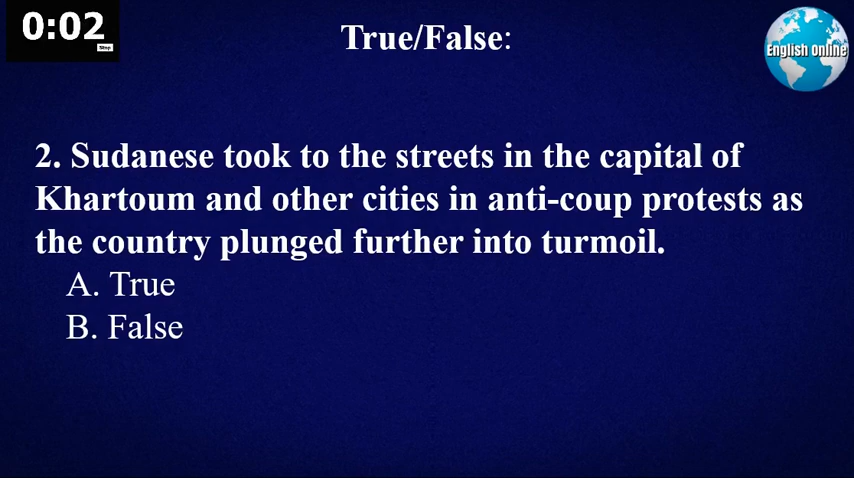 0:02
Stop
True/False:
English Online
2. Sudanese took to the streets in the capital of
Khartoum and other cities in anti-coup protests as
the country plunged further into turmoil.
A. True
B. False